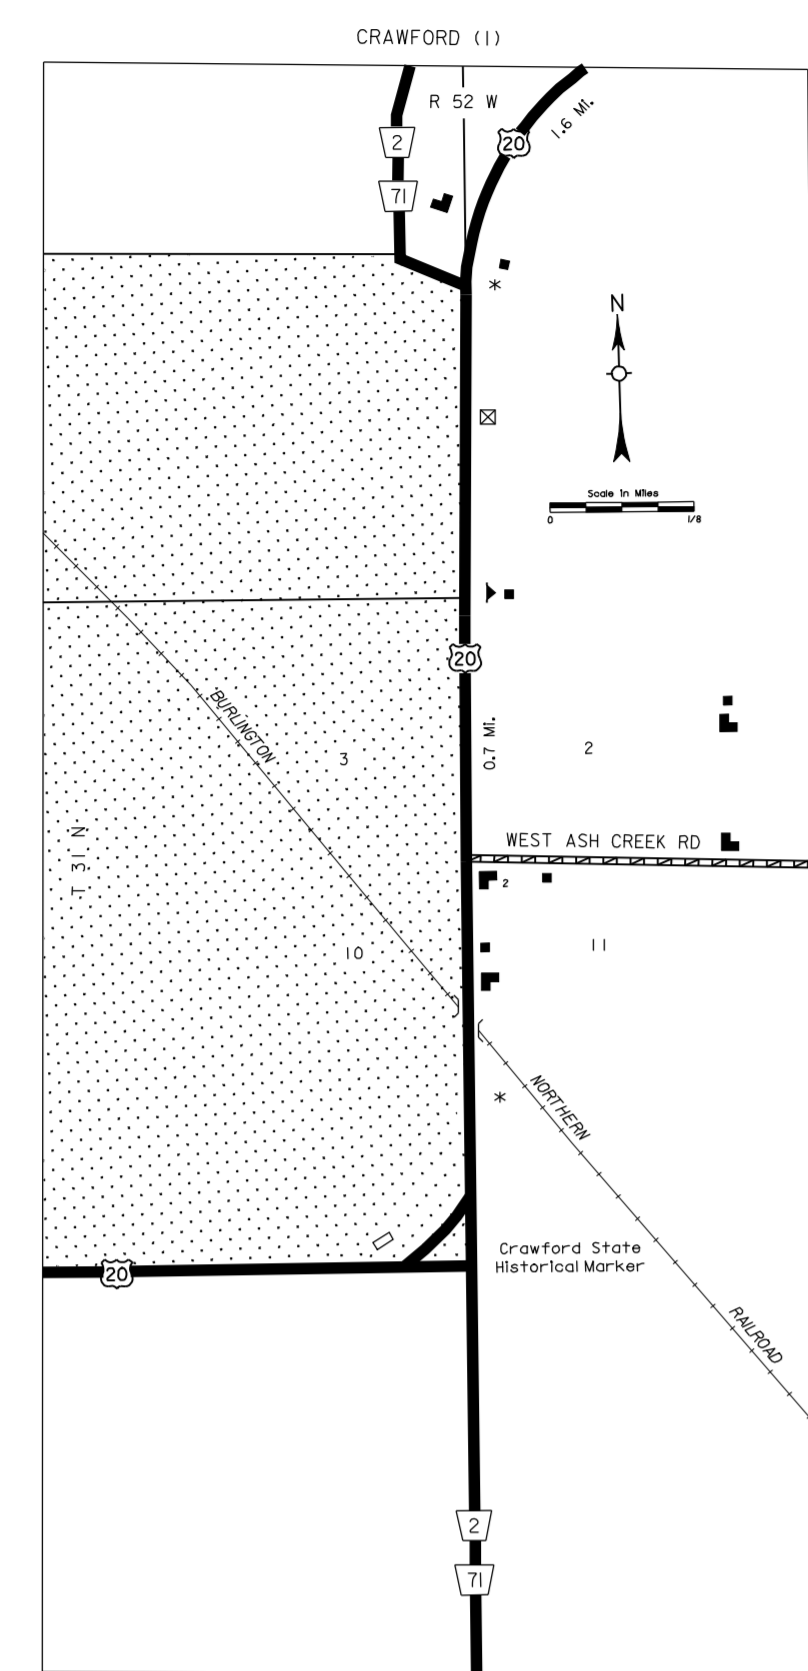 CRAWFORD (1)
R 52 W
1.6 Mi.
2
20
71
N
Scale in Miles
0 1/8
20
BURLINGTON
0.7 Mi.
3
2
T 31 N
WEST ASH CREEK RD
2
10
11
NORTHERN
Crawford State
Historical Marker
20
RAILROAD
2
71